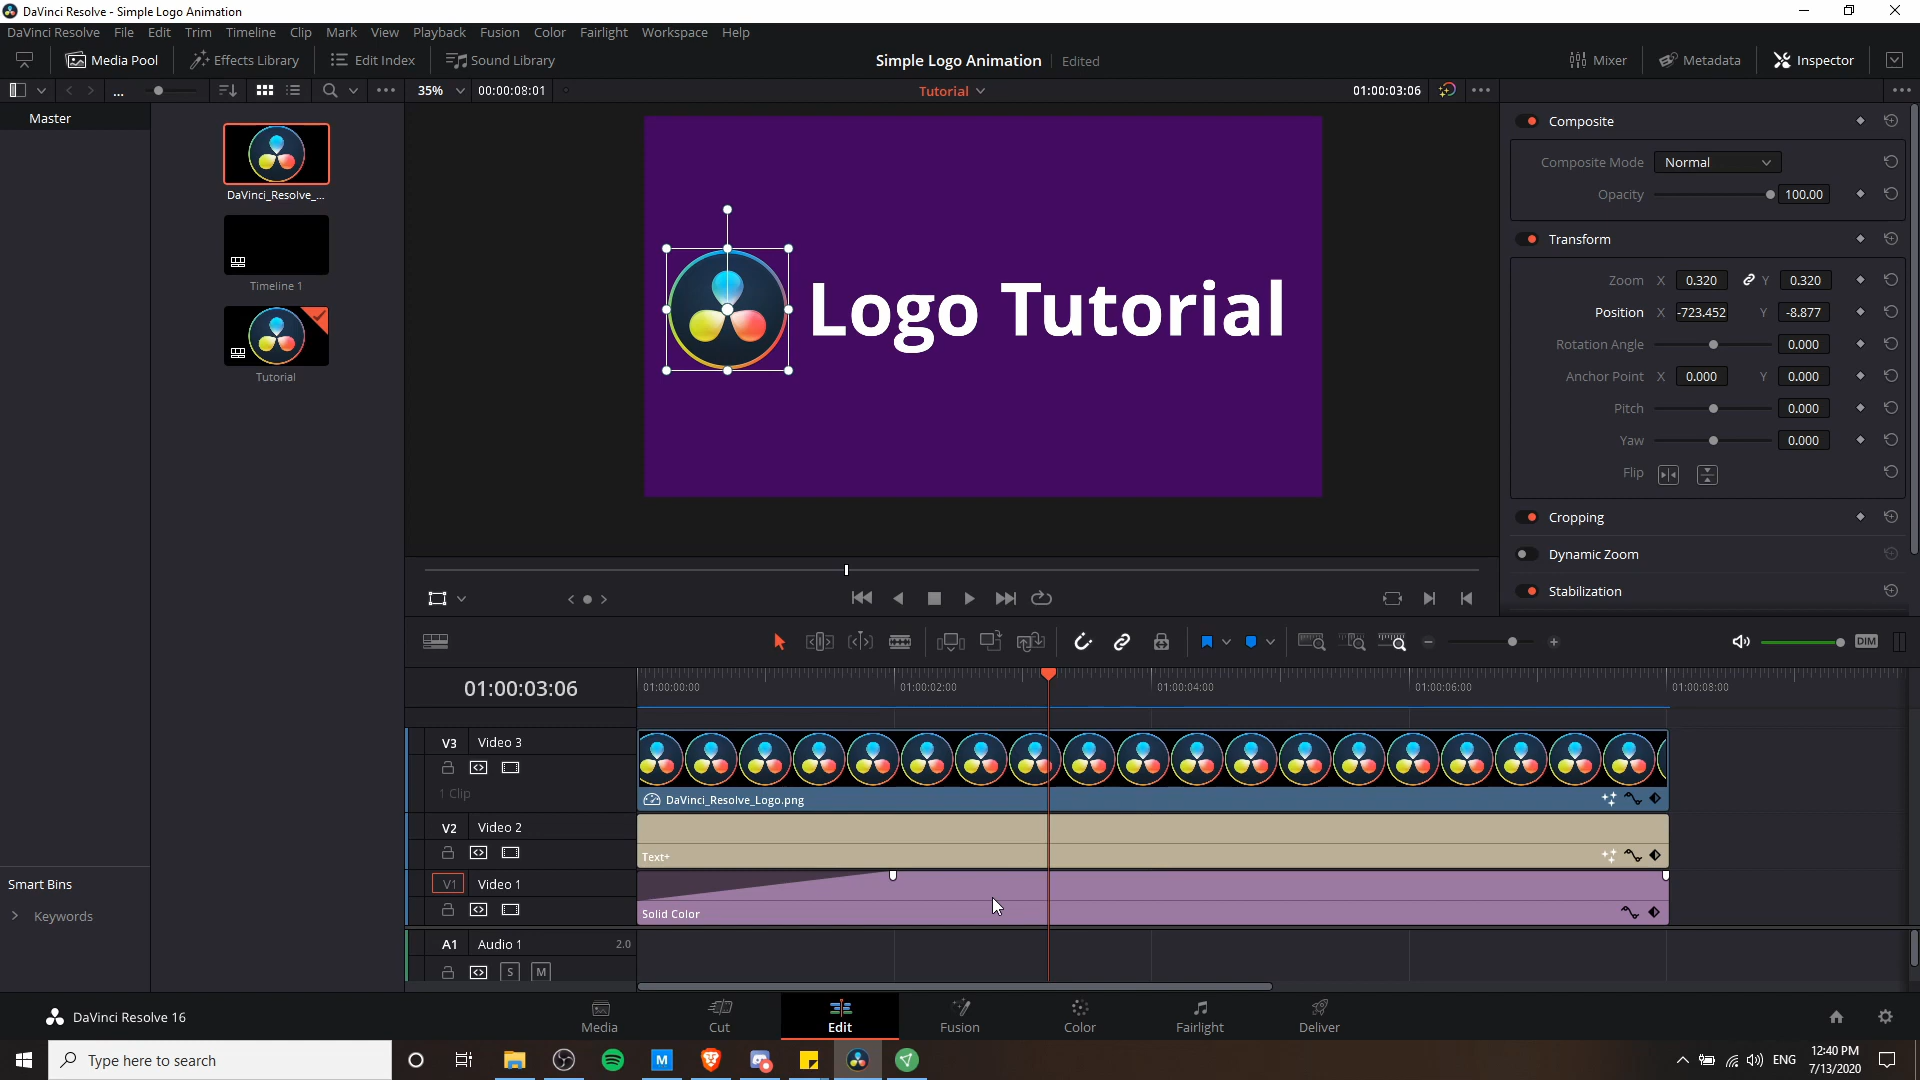 DaVinci Resolve - Simple Logo Animation
DaVinci Resolve File Edit Trim Timeline Clip Mark View Playback Fusion Color Fairlight Workspace Help
Media Pool Effects Library Edit Index Sound Library Simple Logo Animation Edited Mixer Metadata Inspector
... 35% 00:00:08:01 Tutorial 01:00:03:06
Master
DaVinci_Resolve_...
Timeline 1
Tutorial
Smart Bins
Keywords
Logo Tutorial
Composite
Composite Mode Normal
Opacity 100.00
Transform
Zoom X 0.320 Y 0.320
Position X -723.452 Y -8.877
Rotation Angle 0.000
Anchor Point X 0.000 Y 0.000
Pitch 0.000
Yaw 0.000
Flip
Cropping
Dynamic Zoom
Stabilization
DIM
01:00:03:06 01:00:00:00 01:00:02:00 01:00:04:00 01:00:06:00 01:00:08:00
V3 Video 3
1 Clip
DaVinci_Resolve_Logo.png
V2 Video 2
Text+
V1 Video 1
Solid Color
A1 Audio 1 2.0
S M
DaVinci Resolve 16 Media Cut Edit Fusion Color Fairlight Deliver
Type here to search M ENG 12:40 PM
7/13/2020